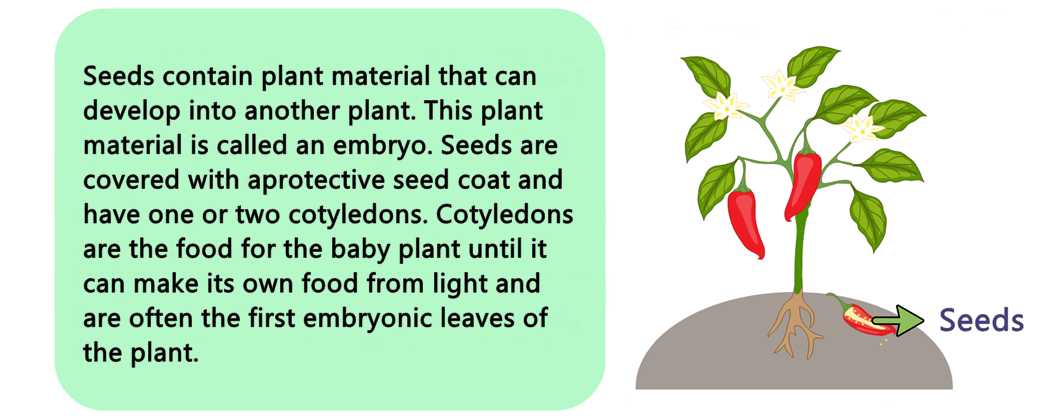 Seeds contain plant material that can
develop into another plant. This plant
material is called an embryo. Seeds are
covered with aprotective seed coat and
have one or two cotyledons. Cotyledons
are the food for the baby plant until it
can make its own food from light and
are often the first embryonic leaves of
the plant.
Seeds